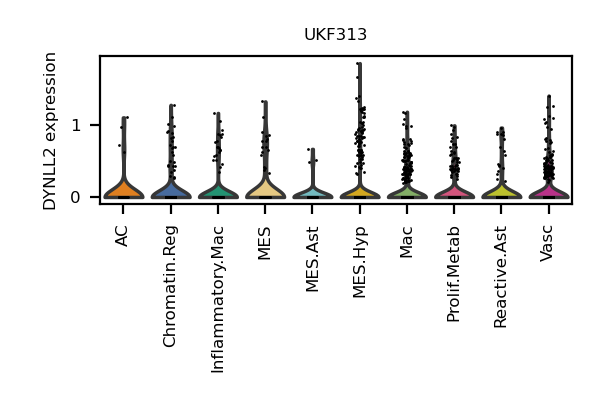 UKF313
DYNLL2 expression
1
0
AC
Chromatin.Reg
Inflammatory.Mac
MES
MES.Ast
MES.Hyp
Mac
Prolif.Metab
Reactive.Ast
Vasc